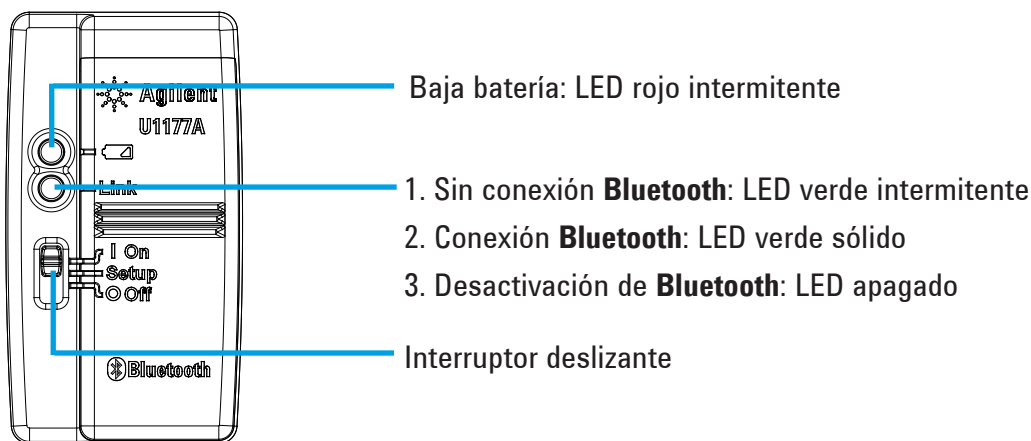 Agilent
U1177A
Link
I On
Setup
O Off
Bluetooth
Baja batería: LED rojo intermitente
1. Sin conexión Bluetooth: LED verde intermitente
2. Conexión Bluetooth: LED verde sólido
3. Desactivación de Bluetooth: LED apagado
Interruptor deslizante